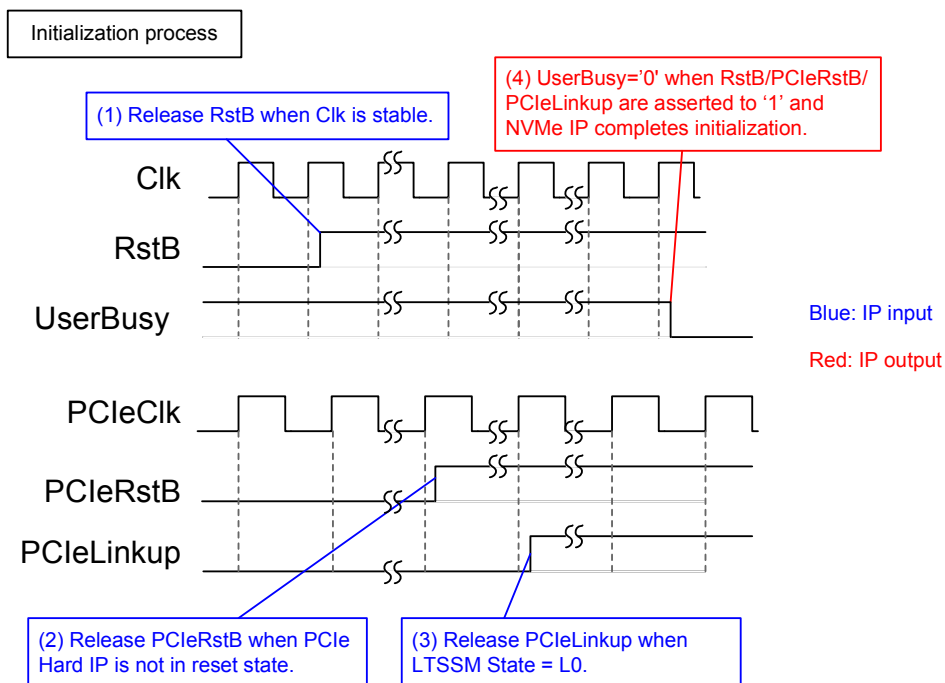 Initialization process
(4) UserBusy='0' when RstB/PCIeRstB/
PCIeLinkup are asserted to ‘1’ and
NVMe IP completes initialization.
(1) Release RstB when Clk is stable.
Clk
RstB
UserBusy
Blue: IP input
Red: IP output
PCIeClk
PCIeRstB
PCIeLinkup
(2) Release PCIeRstB when PCIe
Hard IP is not in reset state.
(3) Release PCIeLinkup when
LTSSM State = L0.